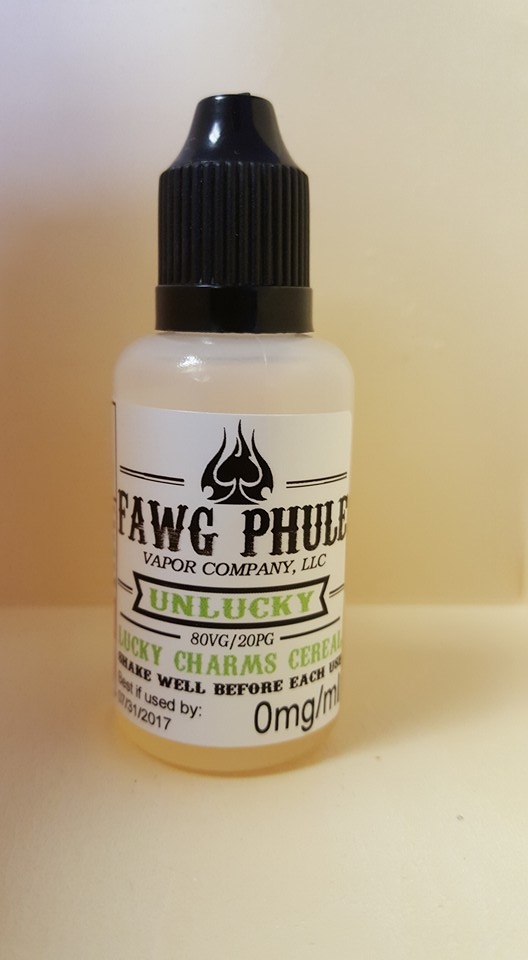 FAWG PHULE
VAPOR COMPANY, LLC
UNLUCKY
80VG/20PG
LUCKY CHARMS CEREAL
SHAKE WELL BEFORE EACH USE
Best if used by:
07/31/2017
0mg/ml